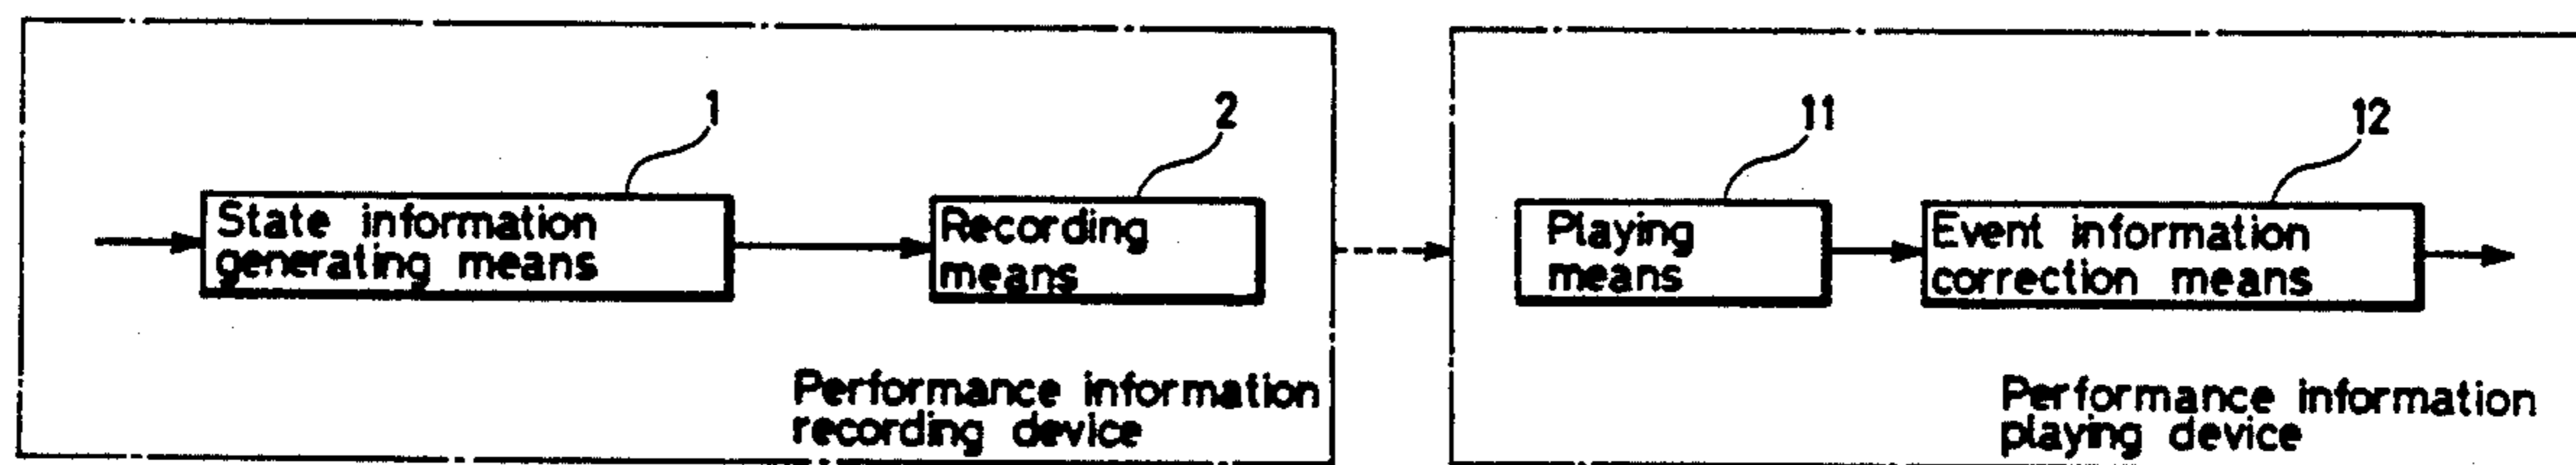 1
2
11
12
State information
generating means
Recording
means
Playing
means
Event information
correction means
Performance information
recording device
Performance information
playing device